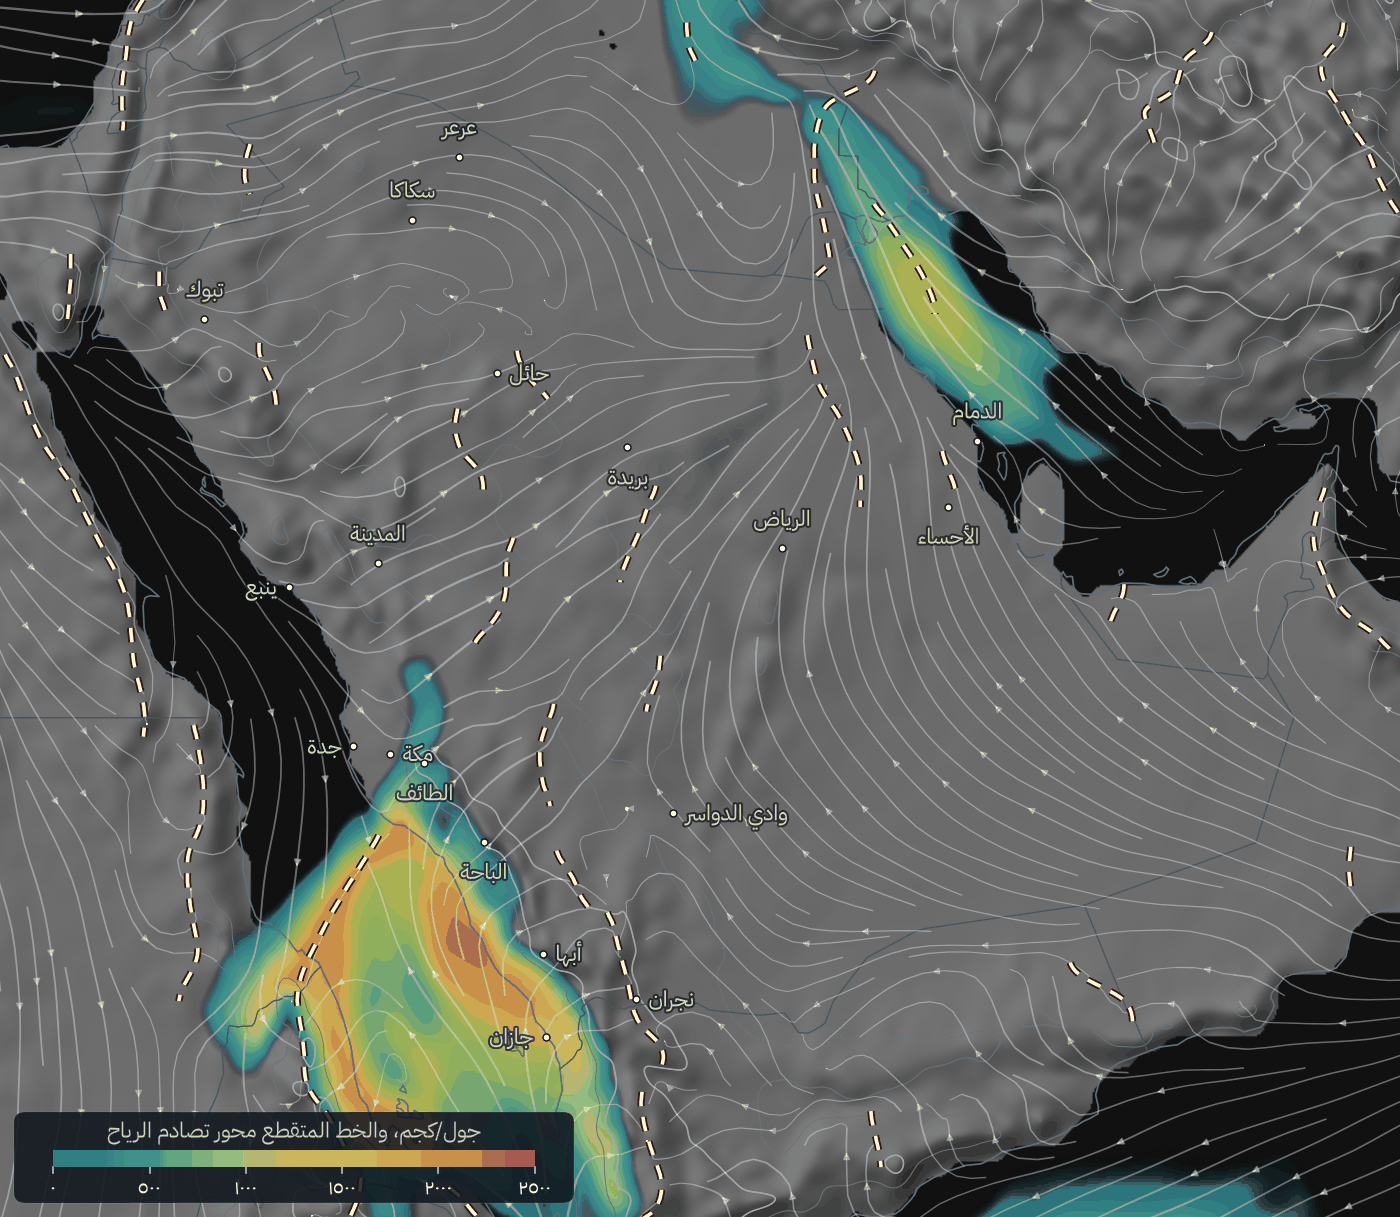 عرعر
سكاكا
تبوك
حائل
الدمام
بريدة
الرياض
الأحساء
المدينة
ينبع
جدة
مكة
الطائف
وادي الدواسر
الباحة
أبها
نجران
جازان
جول/كجم، والخط المتقطع محور تصادم الرياح
٠ ٥٠٠ ١٠٠٠ ١٥٠٠ ٢٠٠٠ ٢٥٠٠